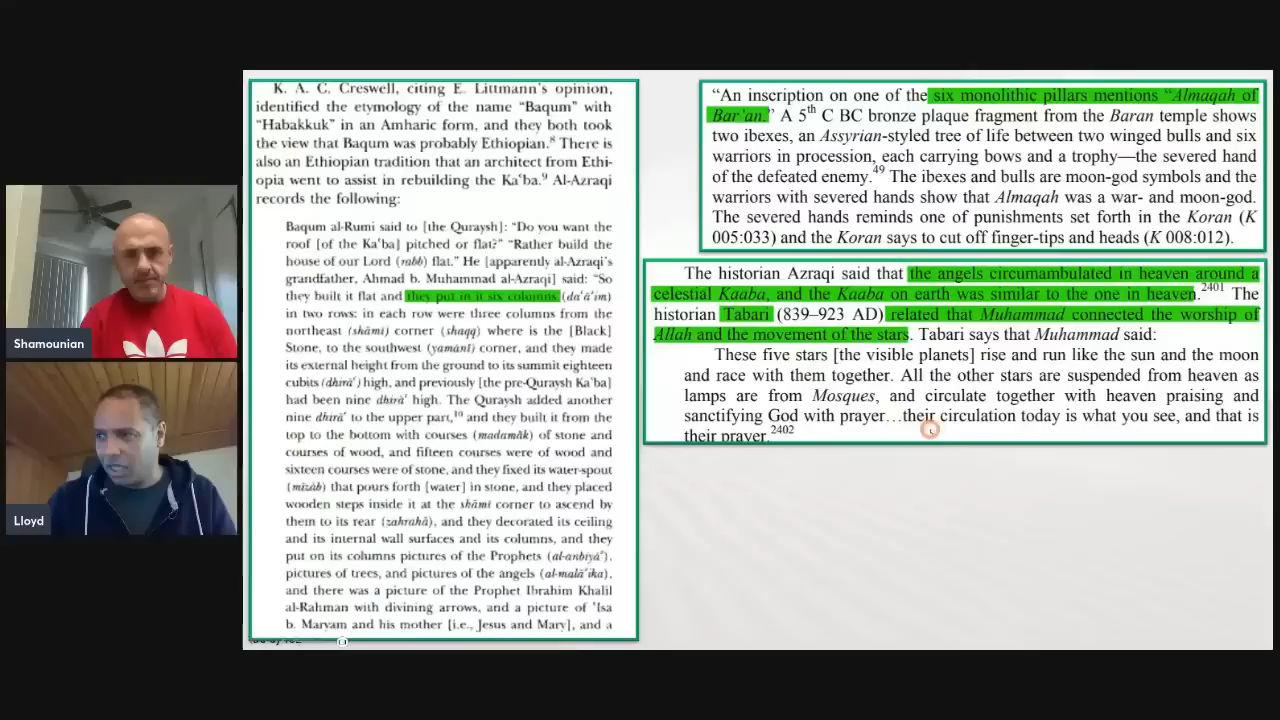 Shamounian
Lloyd
K. A. C. Creswell, citing E. Littmann's opinion,
identified the etymology of the name "Baqum" with
"Habakkuk" in an Amharic form, and they both took
the view that Baqum was probably Ethiopian.⁸ There is
also an Ethiopian tradition that an architect from Ethi-
opia went to assist in rebuilding the Kaʿba.⁹ Al-Azraqi
records the following:
Baqum al-Rumi said to [the Quraysh]: "Do you want the
roof [of the Kaʿba] pitched or flat?" "Rather build the
house of our Lord (rabb) flat." He [apparently al-Azraqi's
grandfather, Ahmad b. Muhammad al-Azraqi] said: "So
they built it flat and they put in it six columns (daʿāʾim)
in two rows: in each row were three columns from the
northeast (shāmi) corner (shaqq) where is the [Black]
Stone, to the southwest (yamānī) corner, and they made
its external height from the ground to its summit eighteen
cubits (dhirāʿ) high, and previously [the pre-Quraysh Kaʿba]
had been nine dhirāʿ high. The Quraysh added another
nine dhirāʿ to the upper part,¹⁰ and they built it from the
top to the bottom with courses (madamāk) of stone and
courses of wood, and fifteen courses were of wood and
sixteen courses were of stone, and they fixed its water-spout
(mīzāb) that pours forth [water] in stone, and they placed
wooden steps inside it at the shāmi corner to ascend by
them to its rear (zahrahā), and they decorated its ceiling
and its internal wall surfaces and its columns, and they
put on its columns pictures of the Prophets (al-anbiyāʾ),
pictures of trees, and pictures of the angels (al-malāʾika),
and there was a picture of the Prophet Ibrahim Khalil
al-Rahman with divining arrows, and a picture of ʿIsa
b. Maryam and his mother [i.e., Jesus and Mary], and a
"An inscription on one of the six monolithic pillars mentions "Almaqah of
Bar'an." A 5th C BC bronze plaque fragment from the Baran temple shows
two ibexes, an Assyrian-styled tree of life between two winged bulls and six
warriors in procession, each carrying bows and a trophy—the severed hand
of the defeated enemy.⁴⁹ The ibexes and bulls are moon-god symbols and the
warriors with severed hands show that Almaqah was a war- and moon-god.
The severed hands reminds one of punishments set forth in the Koran (K
005:033) and the Koran says to cut off finger-tips and heads (K 008:012).
The historian Azraqi said that the angels circumambulated in heaven around a
celestial Kaaba, and the Kaaba on earth was similar to the one in heaven.²⁴⁰¹ The
historian Tabari (839–923 AD) related that Muhammad connected the worship of
Allah and the movement of the stars. Tabari says that Muhammad said:
These five stars [the visible planets] rise and run like the sun and the moon
and race with them together. All the other stars are suspended from heaven as
lamps are from Mosques, and circulate together with heaven praising and
sanctifying God with prayer…their circulation today is what you see, and that is
their prayer.²⁴⁰²